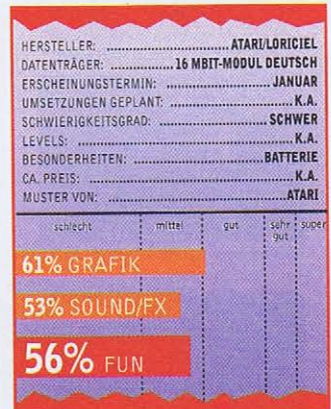 HERSTELLER: ATARI/LORICIEL
DATENTRÄGER: 16 MBIT-MODUL DEUTSCH
ERSCHEINUNGSTERMIN: JANUAR
UMSETZUNGEN GEPLANT: K.A.
SCHWIERIGKEITSGRAD: SCHWER
LEVELS: K.A.
BESONDERHEITEN: BATTERIE
CA. PREIS: K.A.
MUSTER VON: ATARI
schlecht mittel gut sehr gut super
61% GRAFIK
53% SOUND/FX
56% FUN